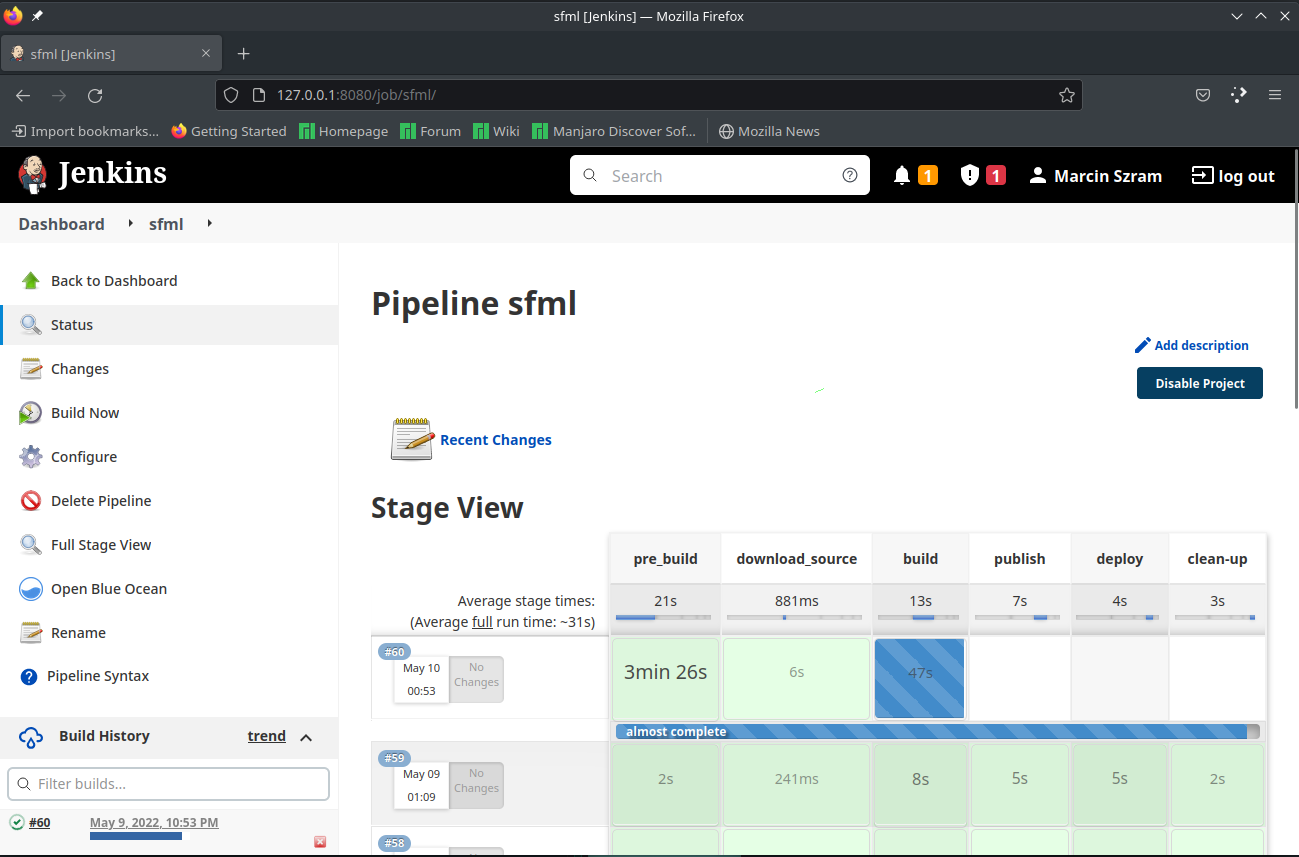 sfml [Jenkins] — Mozilla Firefox
sfml [Jenkins]
127.0.0.1:8080/job/sfml/
Import bookmarks... Getting Started Homepage Forum Wiki Manjaro Discover Sof... Mozilla News
Jenkins Search 1 1 Marcin Szram log out
Dashboard sfml
Back to Dashboard
Status
Changes
Build Now
Configure
Delete Pipeline
Full Stage View
Open Blue Ocean
Rename
Pipeline Syntax
Build History trend
Filter builds...
#60 May 9, 2022, 10:53 PM
Pipeline sfml
Add description
Disable Project
Recent Changes
Stage View
pre_build download_source build publish deploy clean-up
Average stage times: 21s 881ms 13s 7s 4s 3s
(Average full run time: ~31s)
#60
May 10
00:53
No
Changes
3min 26s 6s 47s
almost complete
#59
May 09
01:09
No
Changes
2s 241ms 8s 5s 5s 2s
#58